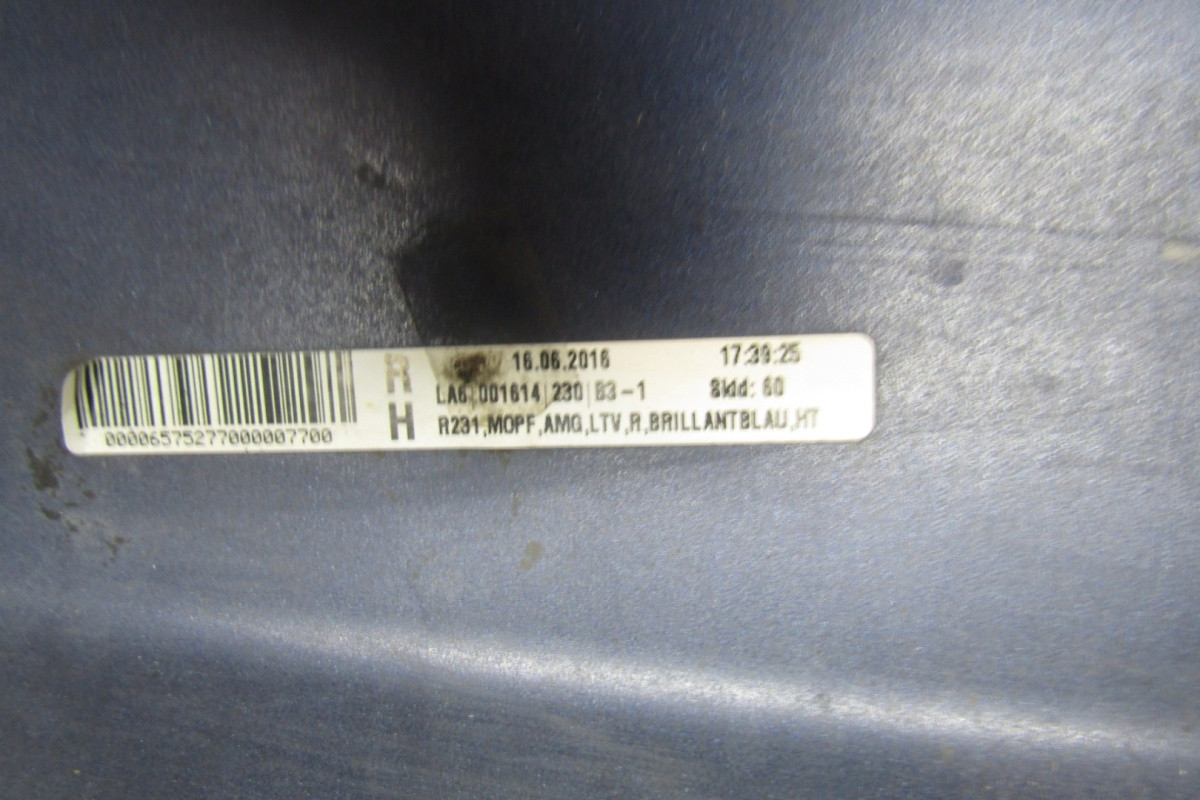 R
H
16.06.2016 17:39:25
LA6 001614 230 B3-1 Skid: 60
R231,MOPF,AMG,LTV,R,BRILLANTBLAU,HT
00006575277000007700